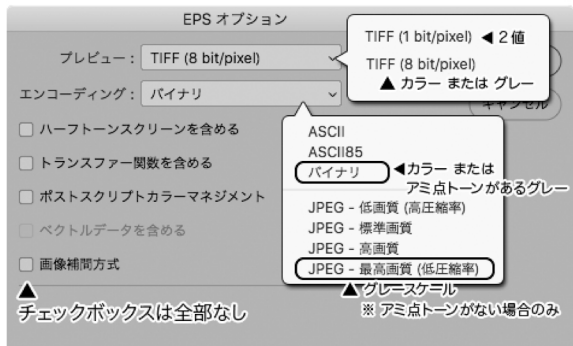 EPS オプション
プレビュー： TIFF (8 bit/pixel)
TIFF (1 bit/pixel) ◀２値
TIFF (8 bit/pixel)
▲ カラー または グレー
エンコーディング： バイナリ
キャンセル
ハーフトーンスクリーンを含める
トランスファー関数を含める
ポストスクリプトカラーマネジメント
ベクトルデータを含める
画像補間方式
▲
チェックボックスは全部なし
ASCII
ASCII85
バイナリ ◀カラー または
アミ点トーンがあるグレー
JPEG - 低画質 (高圧縮率)
JPEG - 標準画質
JPEG - 高画質
JPEG - 最高画質 (低圧縮率)
▲グレースケール
※ アミ点トーンがない場合のみ